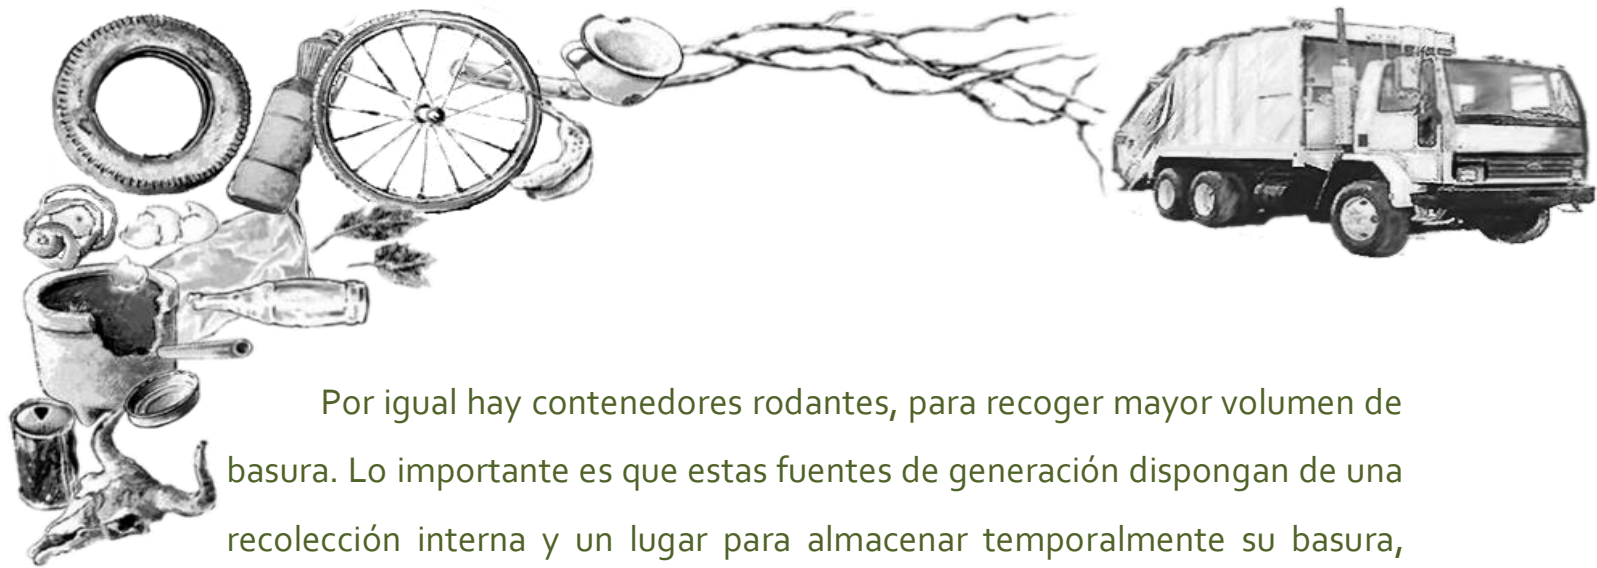 Por igual hay contenedores rodantes, para recoger mayor volumen de
basura. Lo importante es que estas fuentes de generación dispongan de una
recolección interna y un lugar para almacenar temporalmente su basura,